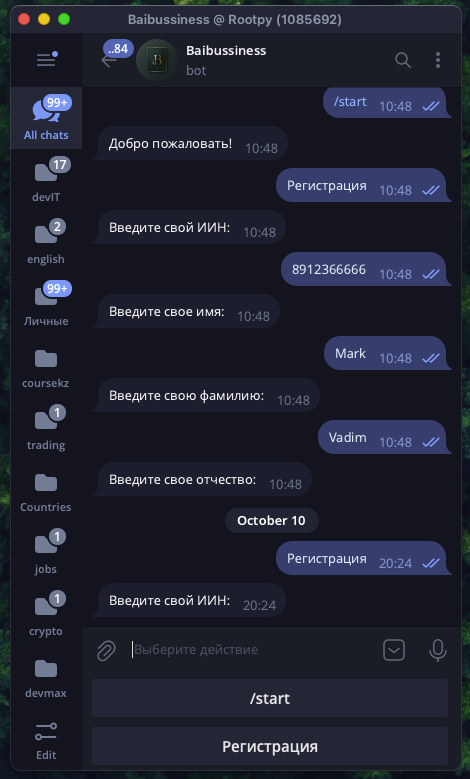 Baibussiness @ Rootpy (1085692)
..84
Baibussiness
bot
99+
All chats
17
devIT
2
english
99+
Личные
coursekz
1
trading
Countries
1
jobs
1
crypto
devmax
Edit
/start 10:48
Добро пожаловать! 10:48
Регистрация 10:48
Введите свой ИИН: 10:48
8912366666 10:48
Введите свое имя: 10:48
Mark 10:48
Введите свою фамилию: 10:48
Vadim 10:48
Введите свое отчество: 10:48
October 10
Регистрация 20:24
Введите свой ИИН: 20:24
Выберите действие
/start
Регистрация